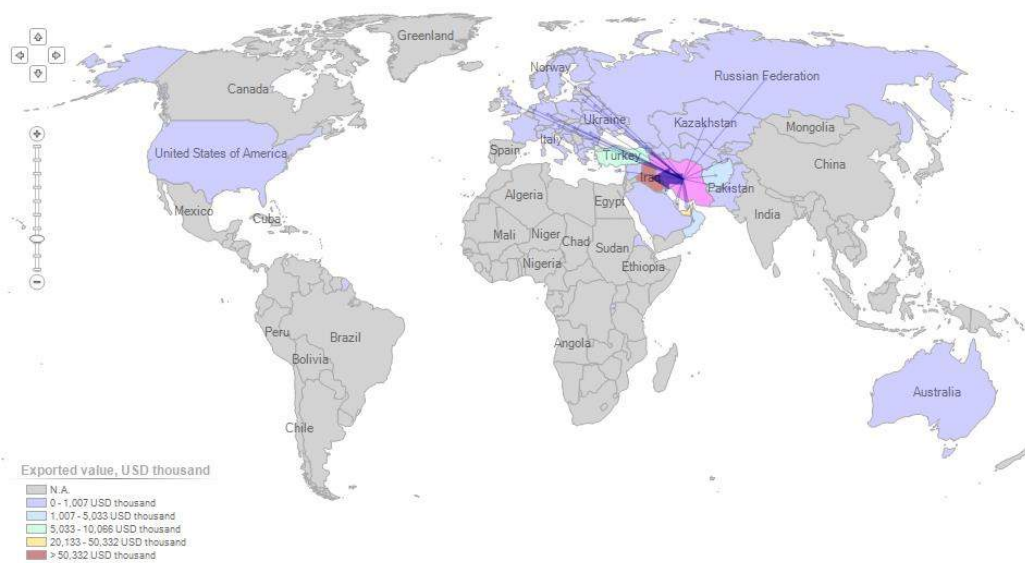 Greenland
Norway
Russian Federation
Canada
Ukraine
Kazakhstan
Mongolia
United States of America
Italy
Spain
Turkey
China
Iraq
Pakistan
Algeria
Egypt
Mexico
Cuba
India
Mali
Niger
Chad
Sudan
Nigeria
Ethiopia
Peru
Brazil
Angola
Bolivia
Australia
Chile
Exported value, USD thousand
N.A.
0 - 1,007 USD thousand
1,007 - 5,033 USD thousand
5,033 - 10,066 USD thousand
20,133 - 50,332 USD thousand
> 50,332 USD thousand